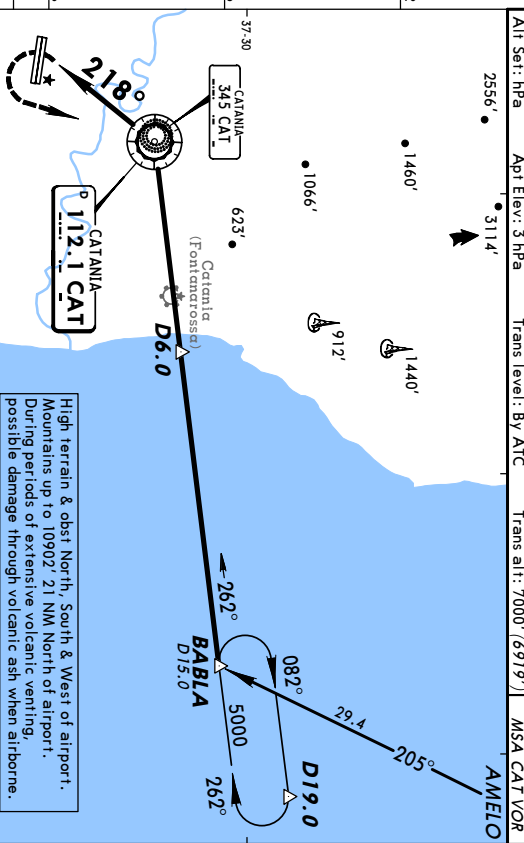 Alt Set: hPa Apt Elev: 3 hPa Trans level: By ATC Trans alt: 7000' (6919')
MSA CAT VOR
37-30
2556'
3114'
1460'
1066'
623'
912'
1440'
CATANIA
345 CAT
218°
CATANIA
D 112.1 CAT
Catania
(Fontanarossa)
D6.0
262°
BABLA
D15.0
082°
5000
262°
D19.0
29.4
205°
AMELO
High terrain & obst North, South & West of airport.
Mountains up to 10902' 21 NM North of airport.
During periods of extensive volcanic venting,
possible damage through volcanic ash when airborne.